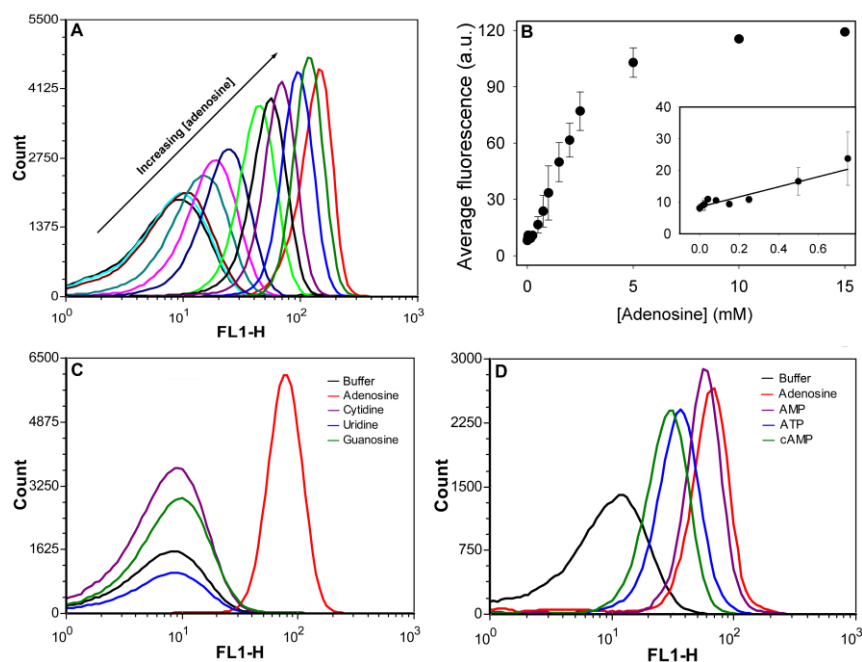 A
5500
4125
2750
1375
0
Count
Increasing [adenosine]
10^0 10^1 10^2 10^3
FL1-H
B
120
90
60
30
0
Average fluorescence (a.u.)
40
30
20
10
0
0.0 0.2 0.4 0.6
0 5 10 15
[Adenosine] (mM)
C
6500
4875
3250
1625
0
Count
Buffer
Adenosine
Cytidine
Uridine
Guanosine
10^0 10^1 10^2 10^3
FL1-H
D
3000
2250
1500
750
0
Count
Buffer
Adenosine
AMP
ATP
cAMP
10^0 10^1 10^2 10^3
FL1-H